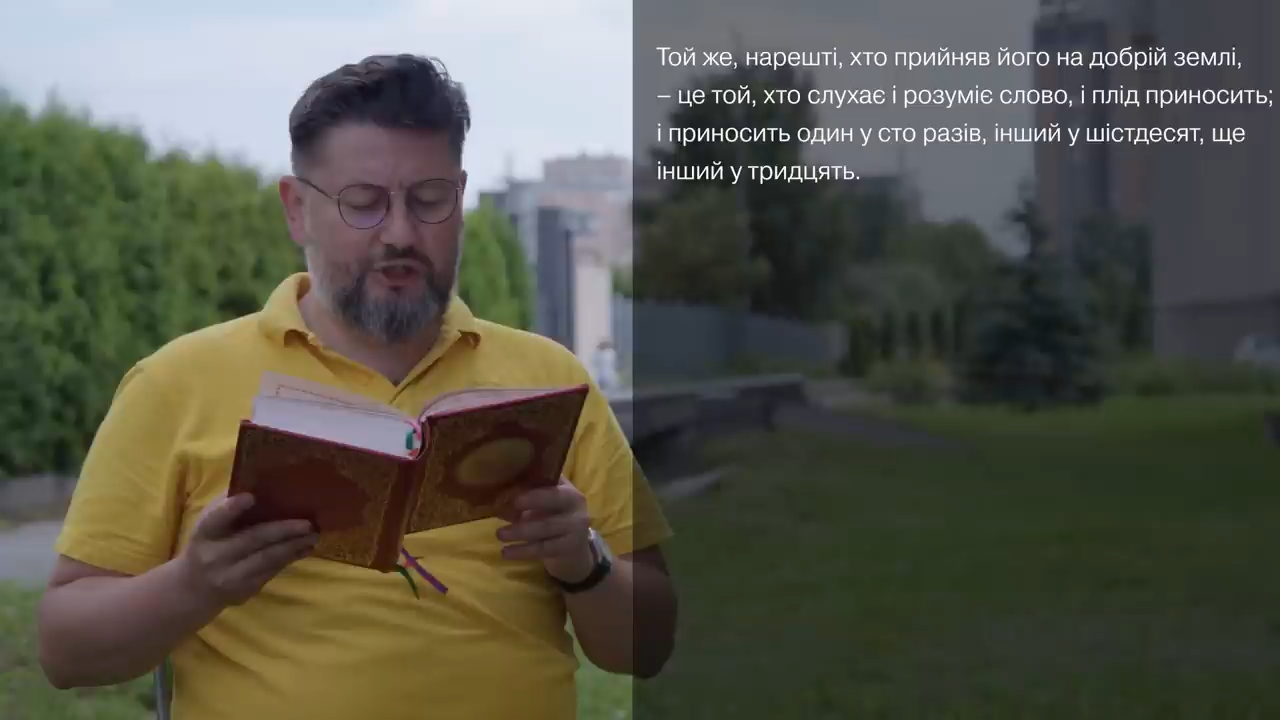 Той же, нарешті, хто прийняв його на добрій землі,
– це той, хто слухає і розуміє слово, і плід приносить;
і приносить один у сто разів, інший у шістдесят, ще
інший у тридцять.